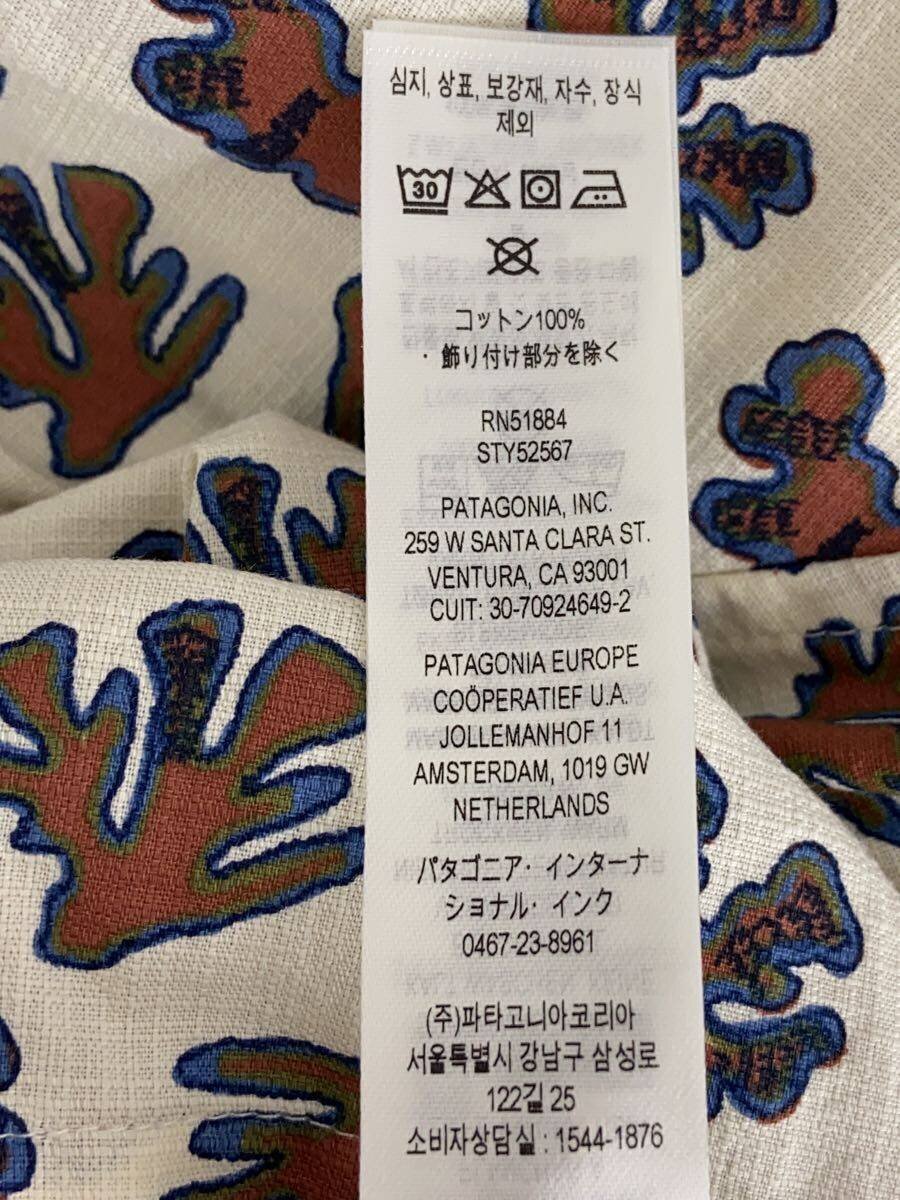 심지, 상표, 보강재, 자수, 장식
제외
30
コットン100%
・飾り付け部分を除く
RN51884
STY52567
PATAGONIA, INC.
259 W SANTA CLARA ST.
VENTURA, CA 93001
CUIT: 30-70924649-2
PATAGONIA EUROPE
COÖPERATIEF U.A.
JOLLEMANHOF 11
AMSTERDAM, 1019 GW
NETHERLANDS
パタゴニア・インターナ
ショナル・インク
0467-23-8961
(주)파타고니아코리아
서울특별시 강남구 삼성로
122길 25
소비자상담실 : 1544-1876